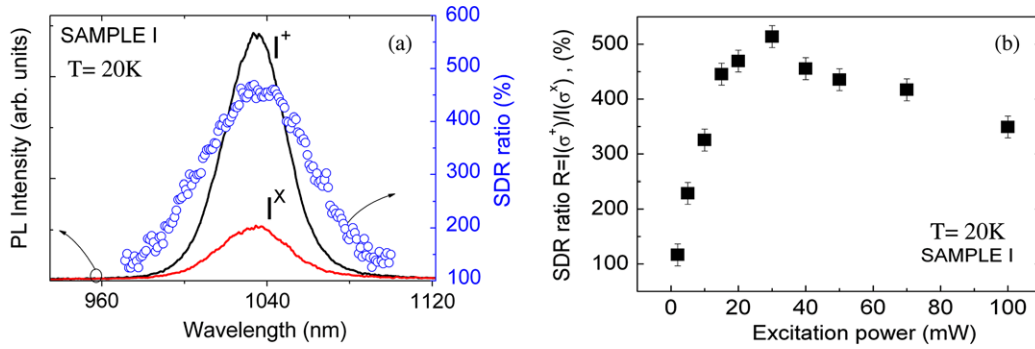 SAMPLE I
T= 20K
(a)
I⁺
I^X
PL Intensity (arb. units)
960
1040
1120
Wavelength (nm)
600
500
400
300
200
100
SDR ratio (%)
(b)
SDR ratio R=I(σ⁺)/I(σˣ) , (%)
500
400
300
200
100
T= 20K
SAMPLE I
0
20
40
60
80
100
Excitation power (mW)